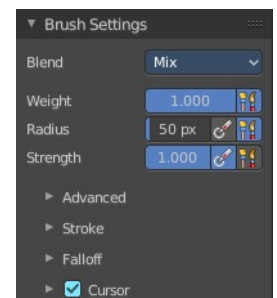 Brush Settings
Blend Mix
Weight 1.000
Radius 50 px
Strength 1.000
Advanced
Stroke
Falloff
Cursor